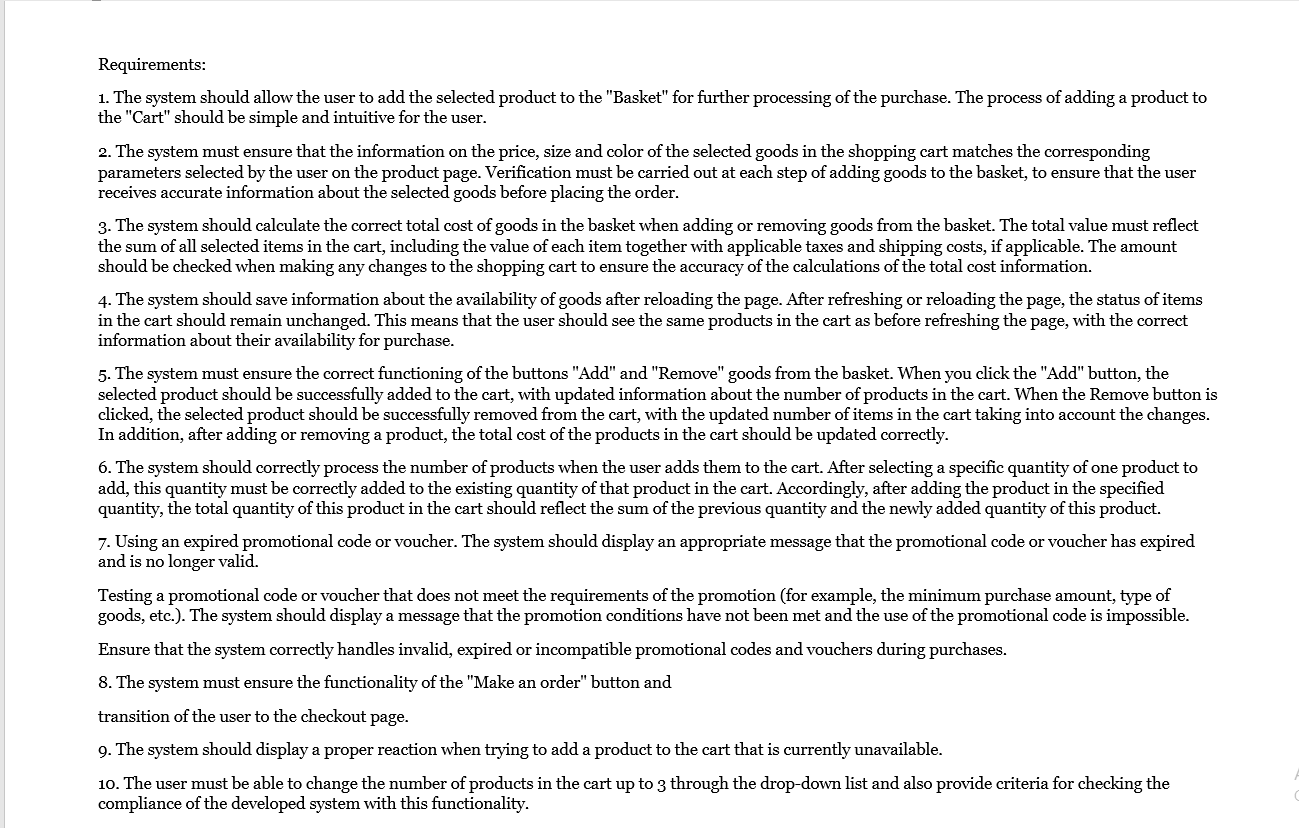 Requirements:
1. The system should allow the user to add the selected product to the "Basket" for further processing of the purchase. The process of adding a product to
the "Cart" should be simple and intuitive for the user.
2. The system must ensure that the information on the price, size and color of the selected goods in the shopping cart matches the corresponding
parameters selected by the user on the product page. Verification must be carried out at each step of adding goods to the basket, to ensure that the user
receives accurate information about the selected goods before placing the order.
3. The system should calculate the correct total cost of goods in the basket when adding or removing goods from the basket. The total value must reflect
the sum of all selected items in the cart, including the value of each item together with applicable taxes and shipping costs, if applicable. The amount
should be checked when making any changes to the shopping cart to ensure the accuracy of the calculations of the total cost information.
4. The system should save information about the availability of goods after reloading the page. After refreshing or reloading the page, the status of items
in the cart should remain unchanged. This means that the user should see the same products in the cart as before refreshing the page, with the correct
information about their availability for purchase.
5. The system must ensure the correct functioning of the buttons "Add" and "Remove" goods from the basket. When you click the "Add" button, the
selected product should be successfully added to the cart, with updated information about the number of products in the cart. When the Remove button is
clicked, the selected product should be successfully removed from the cart, with the updated number of items in the cart taking into account the changes.
In addition, after adding or removing a product, the total cost of the products in the cart should be updated correctly.
6. The system should correctly process the number of products when the user adds them to the cart. After selecting a specific quantity of one product to
add, this quantity must be correctly added to the existing quantity of that product in the cart. Accordingly, after adding the product in the specified
quantity, the total quantity of this product in the cart should reflect the sum of the previous quantity and the newly added quantity of this product.
7. Using an expired promotional code or voucher. The system should display an appropriate message that the promotional code or voucher has expired
and is no longer valid.
Testing a promotional code or voucher that does not meet the requirements of the promotion (for example, the minimum purchase amount, type of
goods, etc.). The system should display a message that the promotion conditions have not been met and the use of the promotional code is impossible.
Ensure that the system correctly handles invalid, expired or incompatible promotional codes and vouchers during purchases.
8. The system must ensure the functionality of the "Make an order" button and
transition of the user to the checkout page.
9. The system should display a proper reaction when trying to add a product to the cart that is currently unavailable.
10. The user must be able to change the number of products in the cart up to 3 through the drop-down list and also provide criteria for checking the
compliance of the developed system with this functionality.